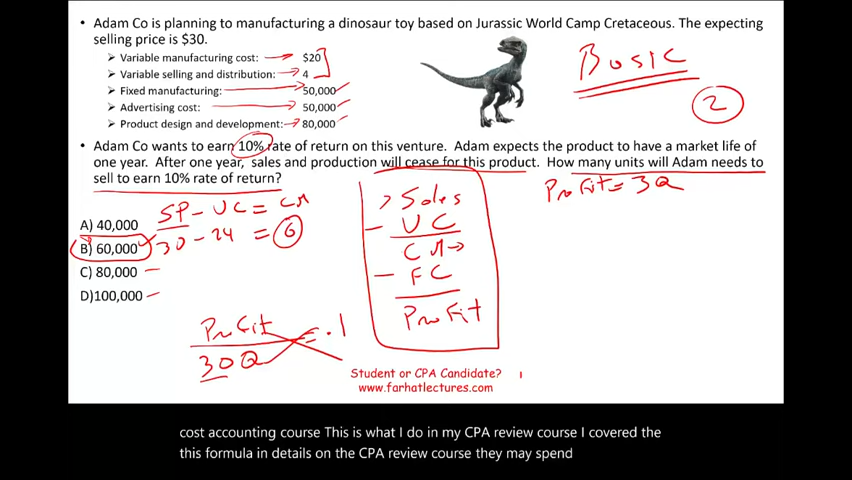 • Adam Co is planning to manufacturing a dinosaur toy based on Jurassic World Camp Cretaceous. The expecting
selling price is $30.
➢ Variable manufacturing cost: $20
➢ Variable selling and distribution: 4
➢ Fixed manufacturing: 50,000
➢ Advertising cost: 50,000
➢ Product design and development: 80,000
Basic
2
• Adam Co wants to earn 10% rate of return on this venture. Adam expects the product to have a market life of
one year. After one year, sales and production will cease for this product. How many units will Adam needs to
sell to earn 10% rate of return?
Profit = 3Q
A) 40,000
B) 60,000
C) 80,000
D)100,000
SP - VC = CM
30 - 24 = 6
Sales
- VC
CM
- FC
Profit
Profit
30Q
= .1
Student or CPA Candidate?
www.farhatlectures.com
cost accounting course This is what I do in my CPA review course I covered the
this formula in details on the CPA review course they may spend